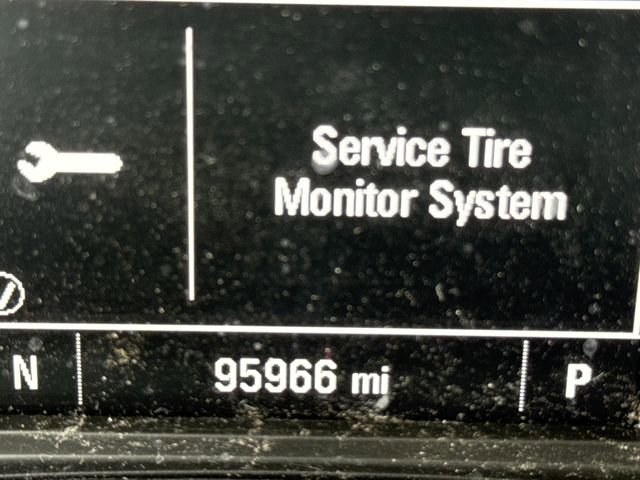 Service Tire
Monitor System
N 95966 mi P